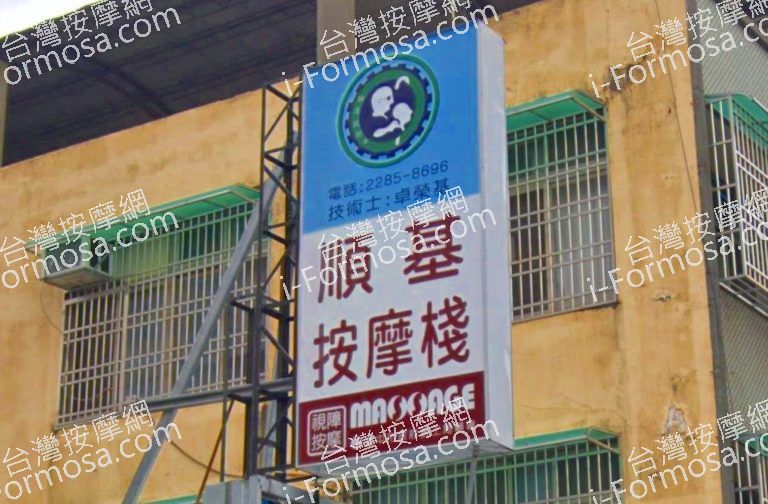 電話:2285-8696
技術士:卓榮基
順基
按摩棧
視障
按摩
MASSAGE
台灣按摩網
i-Formosa.com